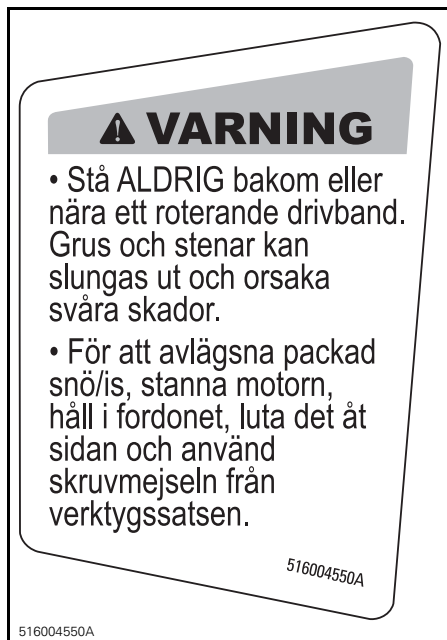 VARNING
• Stå ALDRIG bakom eller
nära ett roterande drivband.
Grus och stenar kan
slungas ut och orsaka
svåra skador.
• För att avlägsna packad
snö/is, stanna motorn,
håll i fordonet, luta det åt
sidan och använd
skruvmejseln från
verktygssatsen.
516004550A
516004550A